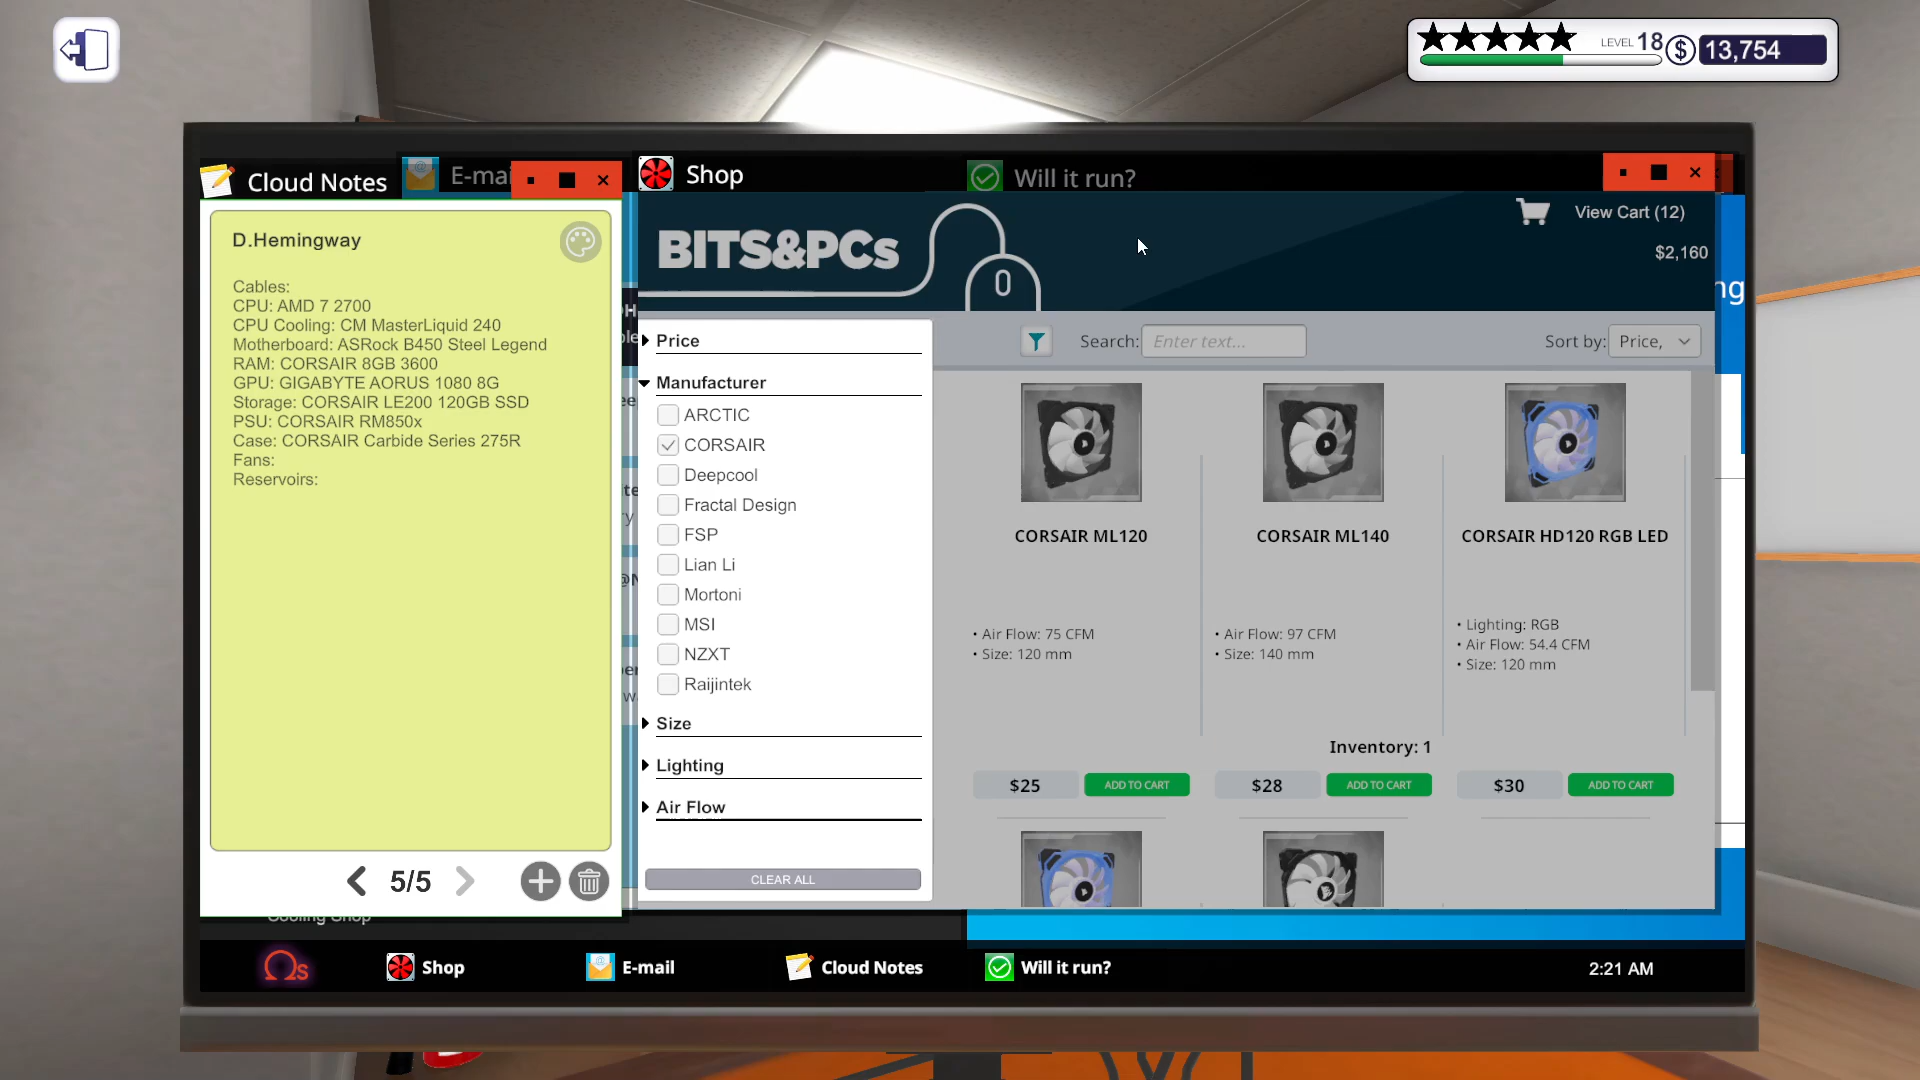 LEVEL 18
$ 13,754
Cloud Notes
E-mai
Shop
Will it run?
View Cart (12)
$2,160
BITS&PCs
D.Hemingway
Cables:
CPU: AMD 7 2700
CPU Cooling: CM MasterLiquid 240
Motherboard: ASRock B450 Steel Legend
RAM: CORSAIR 8GB 3600
GPU: GIGABYTE AORUS 1080 8G
Storage: CORSAIR LE200 120GB SSD
PSU: CORSAIR RM850x
Case: CORSAIR Carbide Series 275R
Fans:
Reservoirs:
5/5
Price
Manufacturer
ARCTIC
CORSAIR
Deepcool
Fractal Design
FSP
Lian Li
Mortoni
MSI
NZXT
Raijintek
Size
Lighting
Air Flow
CLEAR ALL
Search: Enter text...
Sort by: Price,
CORSAIR ML120
• Air Flow: 75 CFM
• Size: 120 mm
$25 ADD TO CART
CORSAIR ML140
• Air Flow: 97 CFM
• Size: 140 mm
Inventory: 1
$28 ADD TO CART
CORSAIR HD120 RGB LED
• Lighting: RGB
• Air Flow: 54.4 CFM
• Size: 120 mm
$30 ADD TO CART
ng
Cooling Shop
Ωs
Shop
E-mail
Cloud Notes
Will it run?
2:21 AM